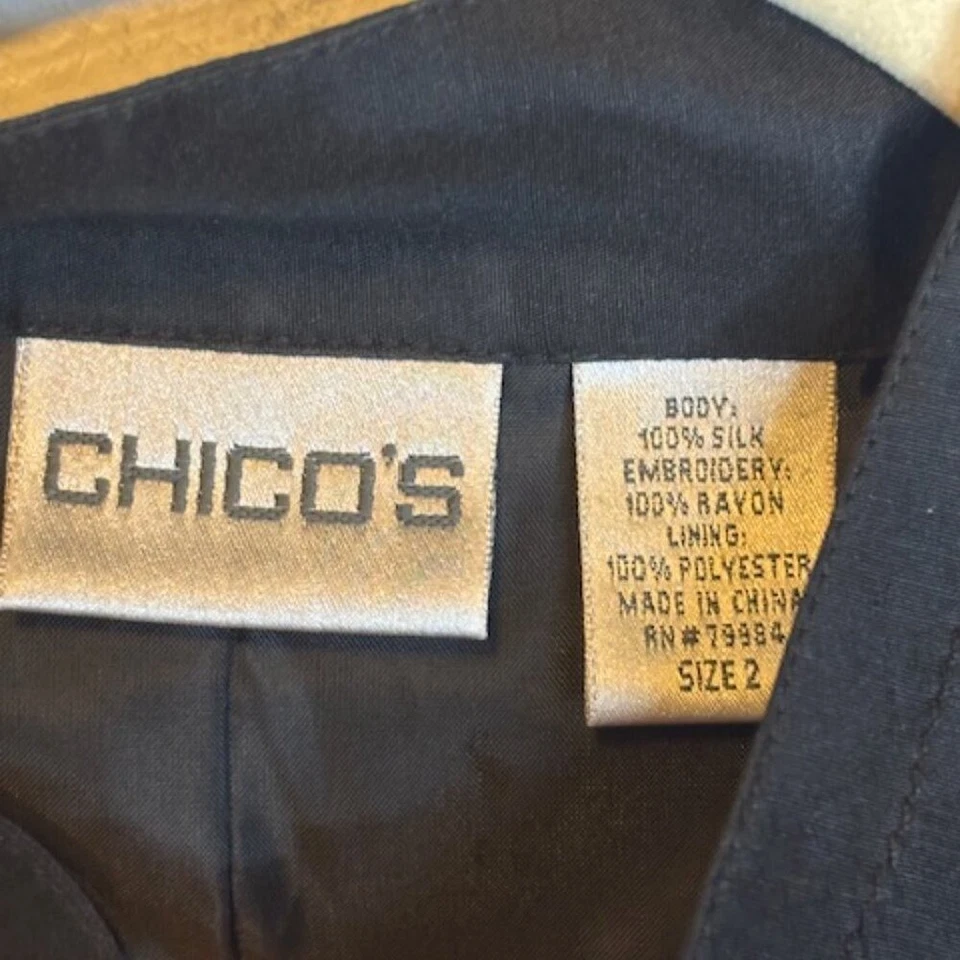 CHICO'S
BODY:
100% SILK
EMBROIDERY:
100% RAYON
LINING:
100% POLYESTER
MADE IN CHINA
RN#79984
SIZE 2